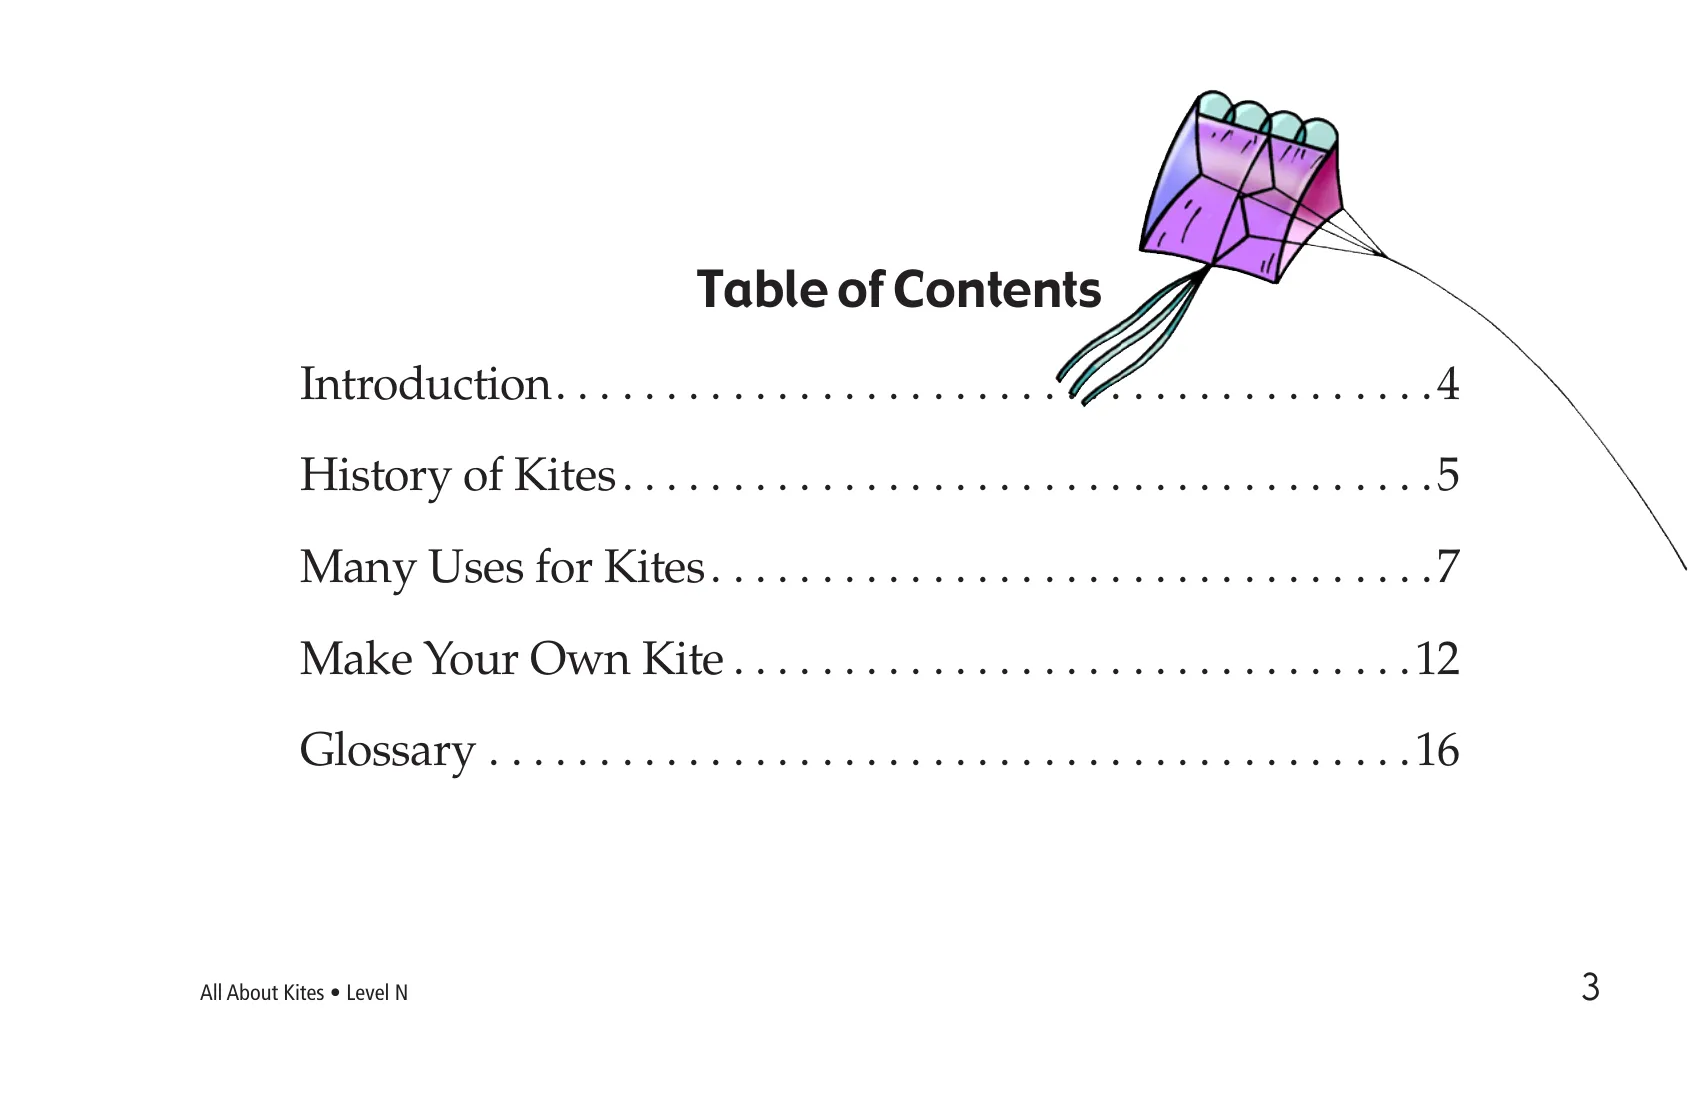 Table of Contents
Introduction. . . . . . . . . . . . . . . . . . . . . . . . . . . . . . . . . . . . . . . .4
History of Kites. . . . . . . . . . . . . . . . . . . . . . . . . . . . . . . . . . . . .5
Many Uses for Kites. . . . . . . . . . . . . . . . . . . . . . . . . . . . . . . . .7
Make Your Own Kite . . . . . . . . . . . . . . . . . . . . . . . . . . . . . . .12
Glossary . . . . . . . . . . . . . . . . . . . . . . . . . . . . . . . . . . . . . . . . . .16
All About Kites • Level N
3